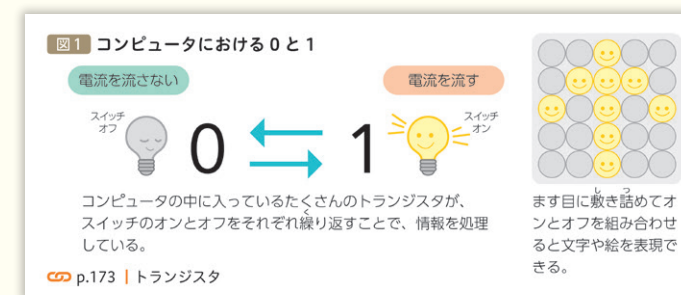 図1 コンピュータにおける0と1
電流を流さない
電流を流す
スイッチ
オフ
0
1
スイッチ
オン
コンピュータの中に入っているたくさんのトランジスタが、
スイッチのオンとオフをそれぞれ繰り返すことで、情報を処理
している。
p.173 | トランジスタ
ます目に敷き詰めてオ
ンとオフを組み合わせ
ると文字や絵を表現で
きる。